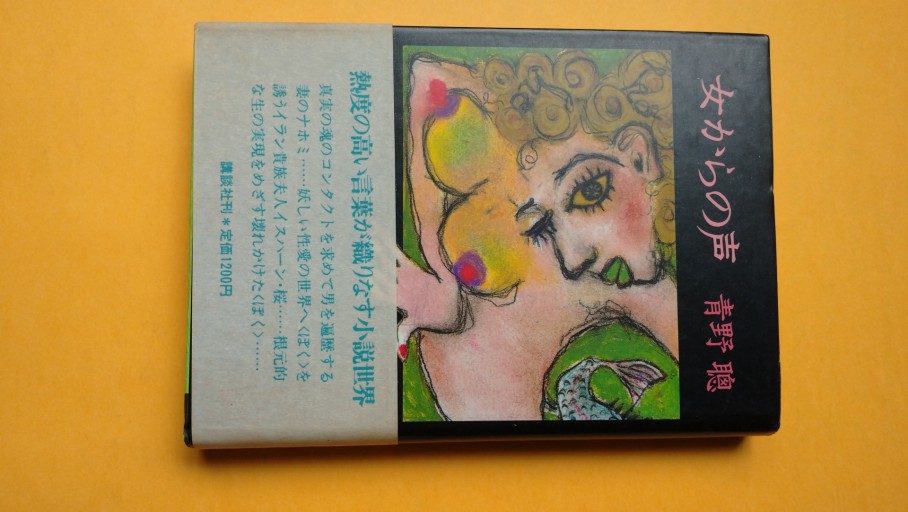 女からの声
青野 聰
熱度の高い言葉が織りなす小説世界
真実の魂のコンタクトを求めて男を遍歴する
妻のナホミ……妖しい性愛の世界へ〈ぼく〉を
誘うイラン貴族夫人イスハーン・桜……根元的
な生の実現をめざす壊れかけた〈ぼく〉……
講談社刊*定価1200円